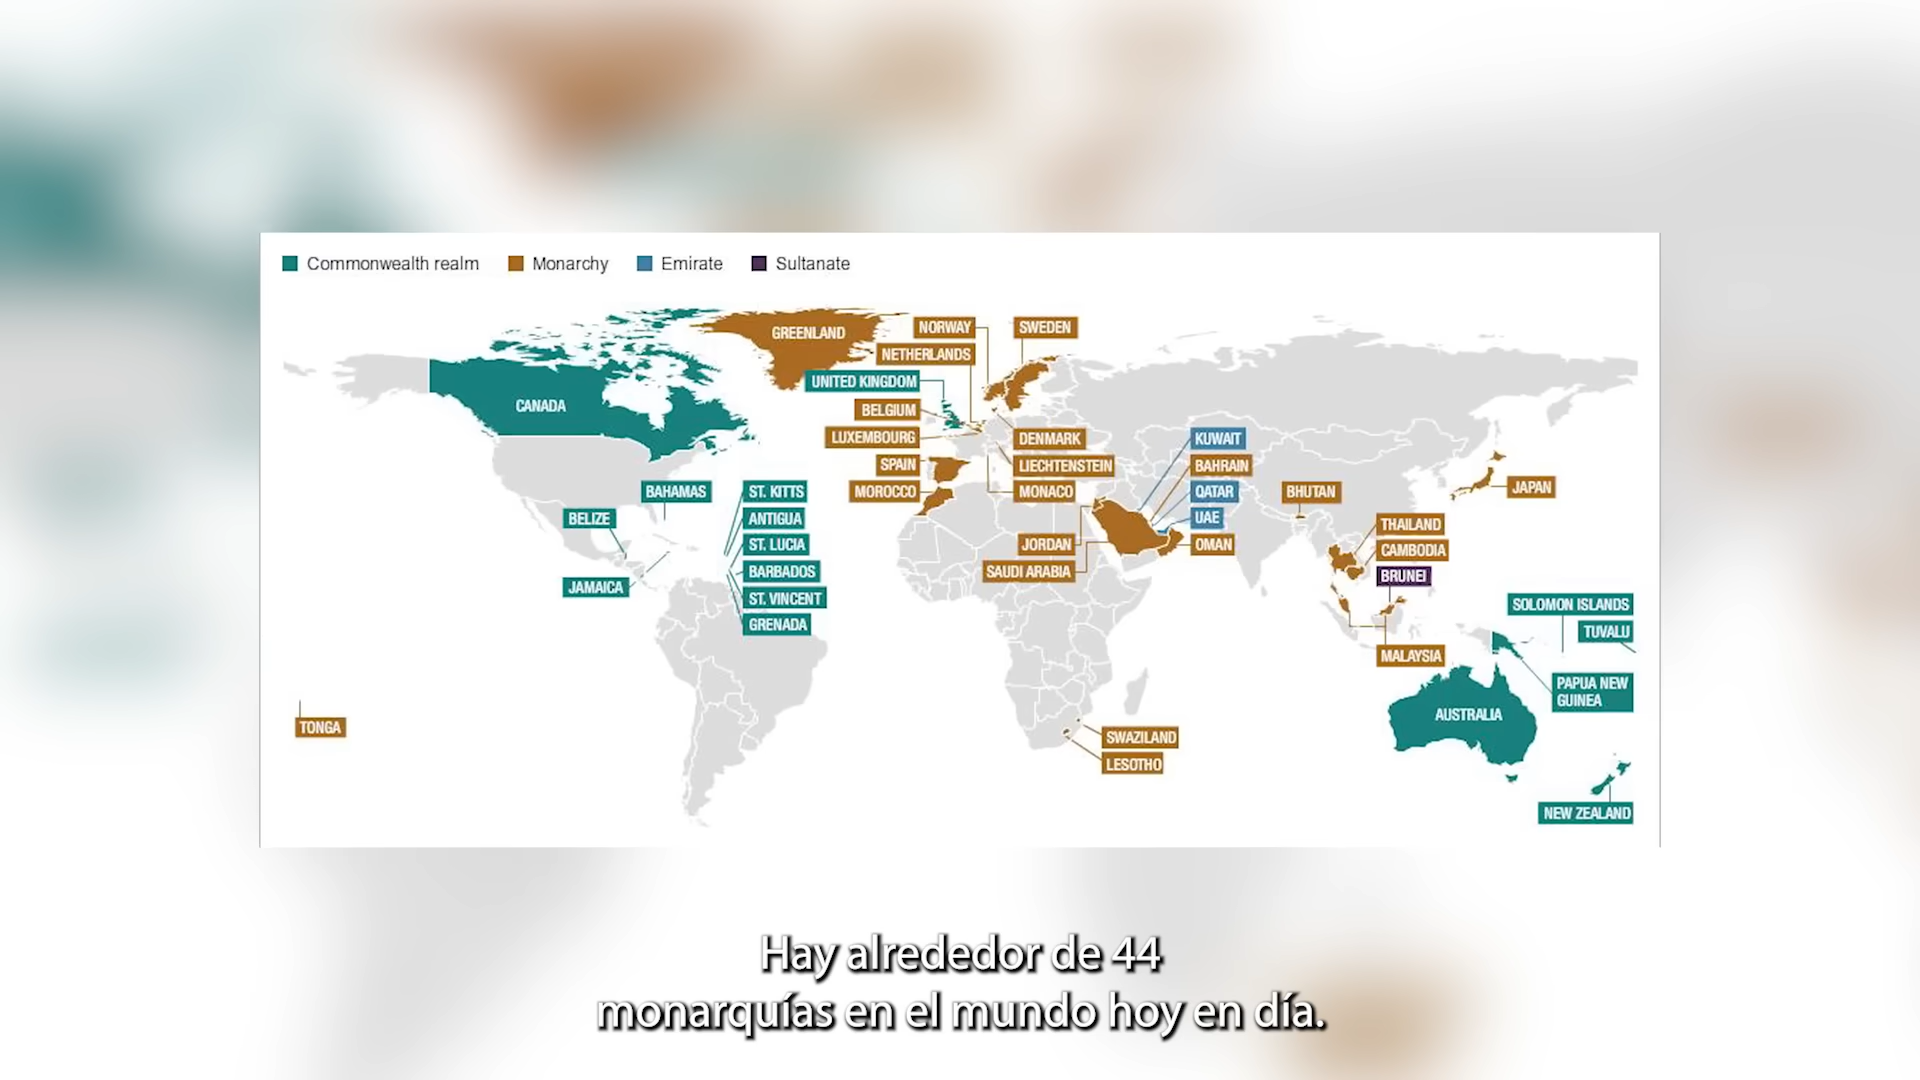 Commonwealth realm
Monarchy
Emirate
Sultanate
GREENLAND
NORWAY
SWEDEN
NETHERLANDS
UNITED KINGDOM
CANADA
BELGIUM
LUXEMBOURG
DENMARK
KUWAIT
SPAIN
LIECHTENSTEIN
BAHRAIN
MOROCCO
MONACO
QATAR
BHUTAN
JAPAN
BAHAMAS
ST. KITTS
BELIZE
ANTIGUA
UAE
THAILAND
ST. LUCIA
JORDAN
OMAN
CAMBODIA
JAMAICA
BARBADOS
SAUDI ARABIA
BRUNEI
ST. VINCENT
SOLOMON ISLANDS
GRENADA
TUVALU
MALAYSIA
PAPUA NEW
GUINEA
AUSTRALIA
TONGA
SWAZILAND
LESOTHO
NEW ZEALAND
Hay alrededor de 44
monarquías en el mundo hoy en día.